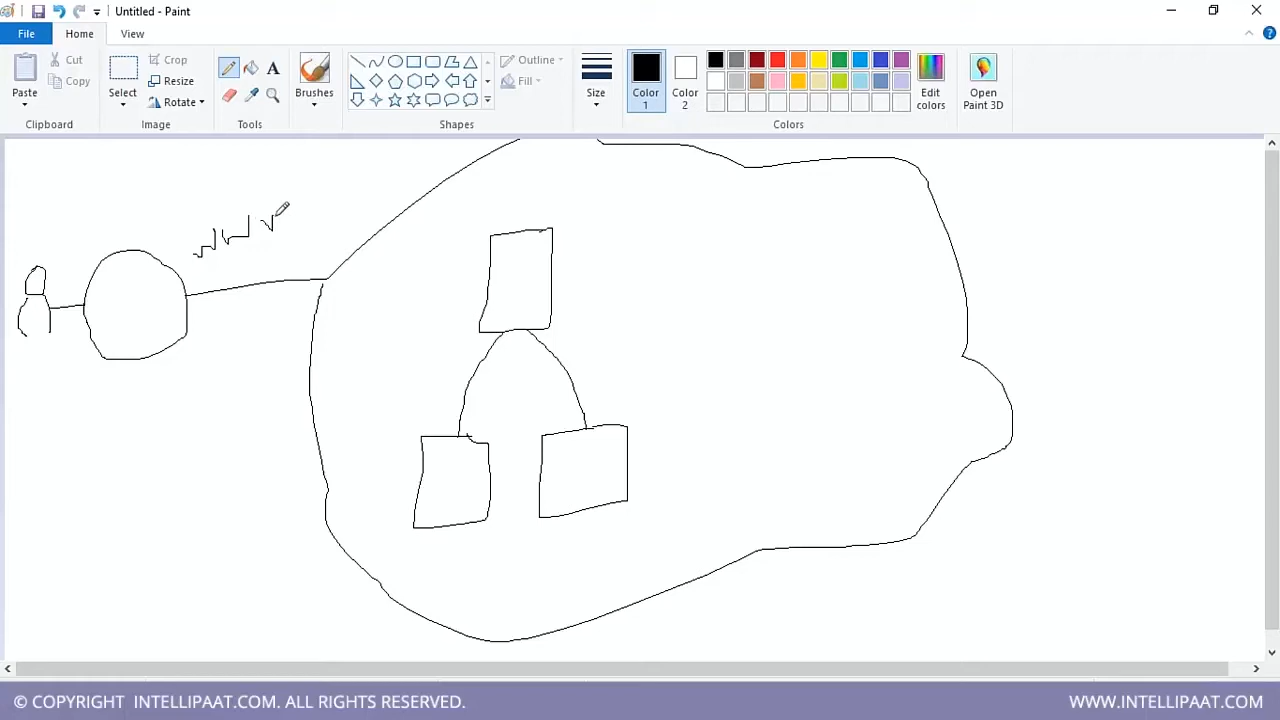 Untitled - Paint
File Home View
Paste Cut Copy Select Crop Resize Rotate Brushes Outline Fill Size Color 1 Color 2 Edit colors Open Paint 3D
Clipboard Image Tools Shapes Colors
© COPYRIGHT INTELLIPAAT.COM. ALL RIGHTS RESERVED. WWW.INTELLIPAAT.COM